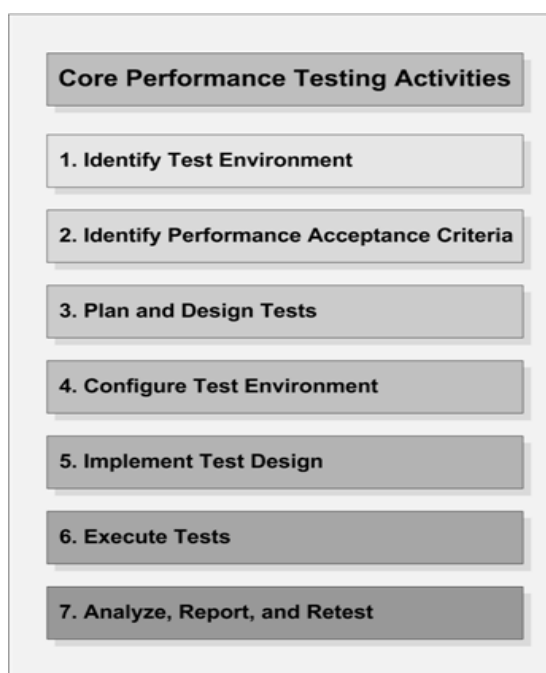 Core Performance Testing Activities
1. Identify Test Environment
2. Identify Performance Acceptance Criteria
3. Plan and Design Tests
4. Configure Test Environment
5. Implement Test Design
6. Execute Tests
7. Analyze, Report, and Retest